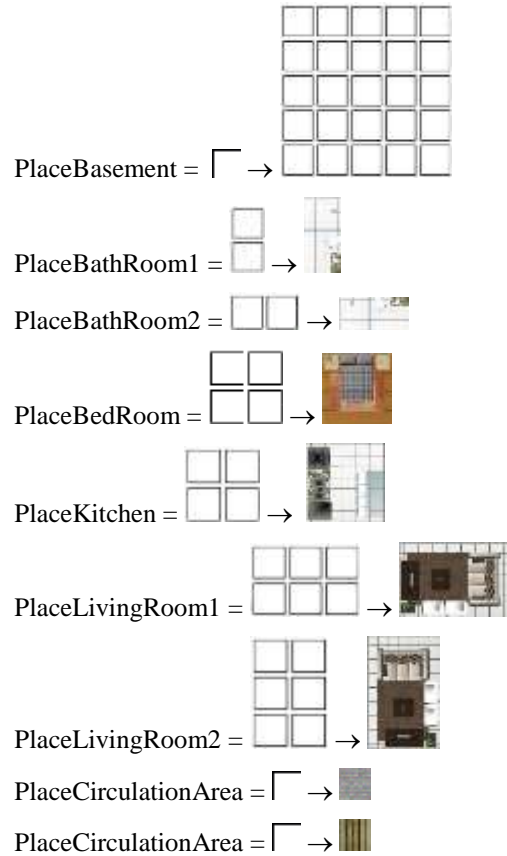 PlaceBasement = →
PlaceBathRoom1 = →
PlaceBathRoom2 = →
PlaceBedRoom = →
PlaceKitchen = →
PlaceLivingRoom1 = →
PlaceLivingRoom2 = →
PlaceCirculationArea = →
PlaceCirculationArea = →